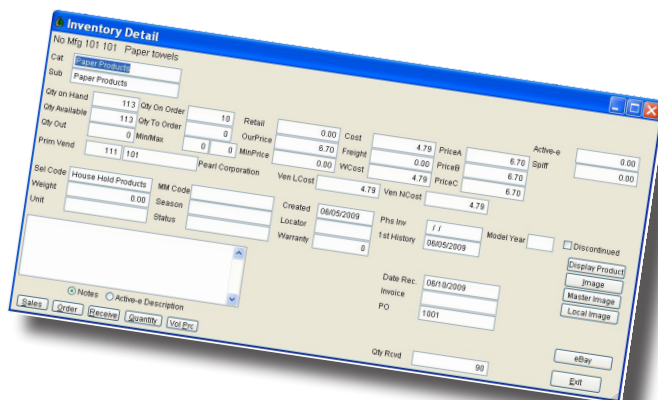 Inventory Detail
No Mfg 101 101 Paper towels
Cat Paper Products
Sub Paper Products
Qty on Hand 113 Qty On Order 10 Retail 0.00 Cost 4.79 PriceA 6.70 Active-e 0.00
Qty Available 113 Qty To Order 0 OurPrice 6.70 Freight 0.00 PriceB 6.70 Spiff 0.00
Qty Out 0 Min/Max 0 0 MinPrice 0.00 WCost 4.79 PriceC 6.70
Prim Vend 111 101 Pearl Corporation Ven LCost 4.79 Ven NCost 4.79
Sel Code House Hold Products MM Code Created 06/05/2009 Phs Inv / / Model Year Discontinued
Weight 0.00 Season Locator 1st History 06/05/2009 Display Product
Unit Status Warranty 0 Image
Master Image
Local Image
Date Rec. 06/10/2009
Invoice
PO 1001
Notes Active-e Description
Sales Order Receive Quantity Vol Prc
Qty Rcvd 90
eBay
Exit